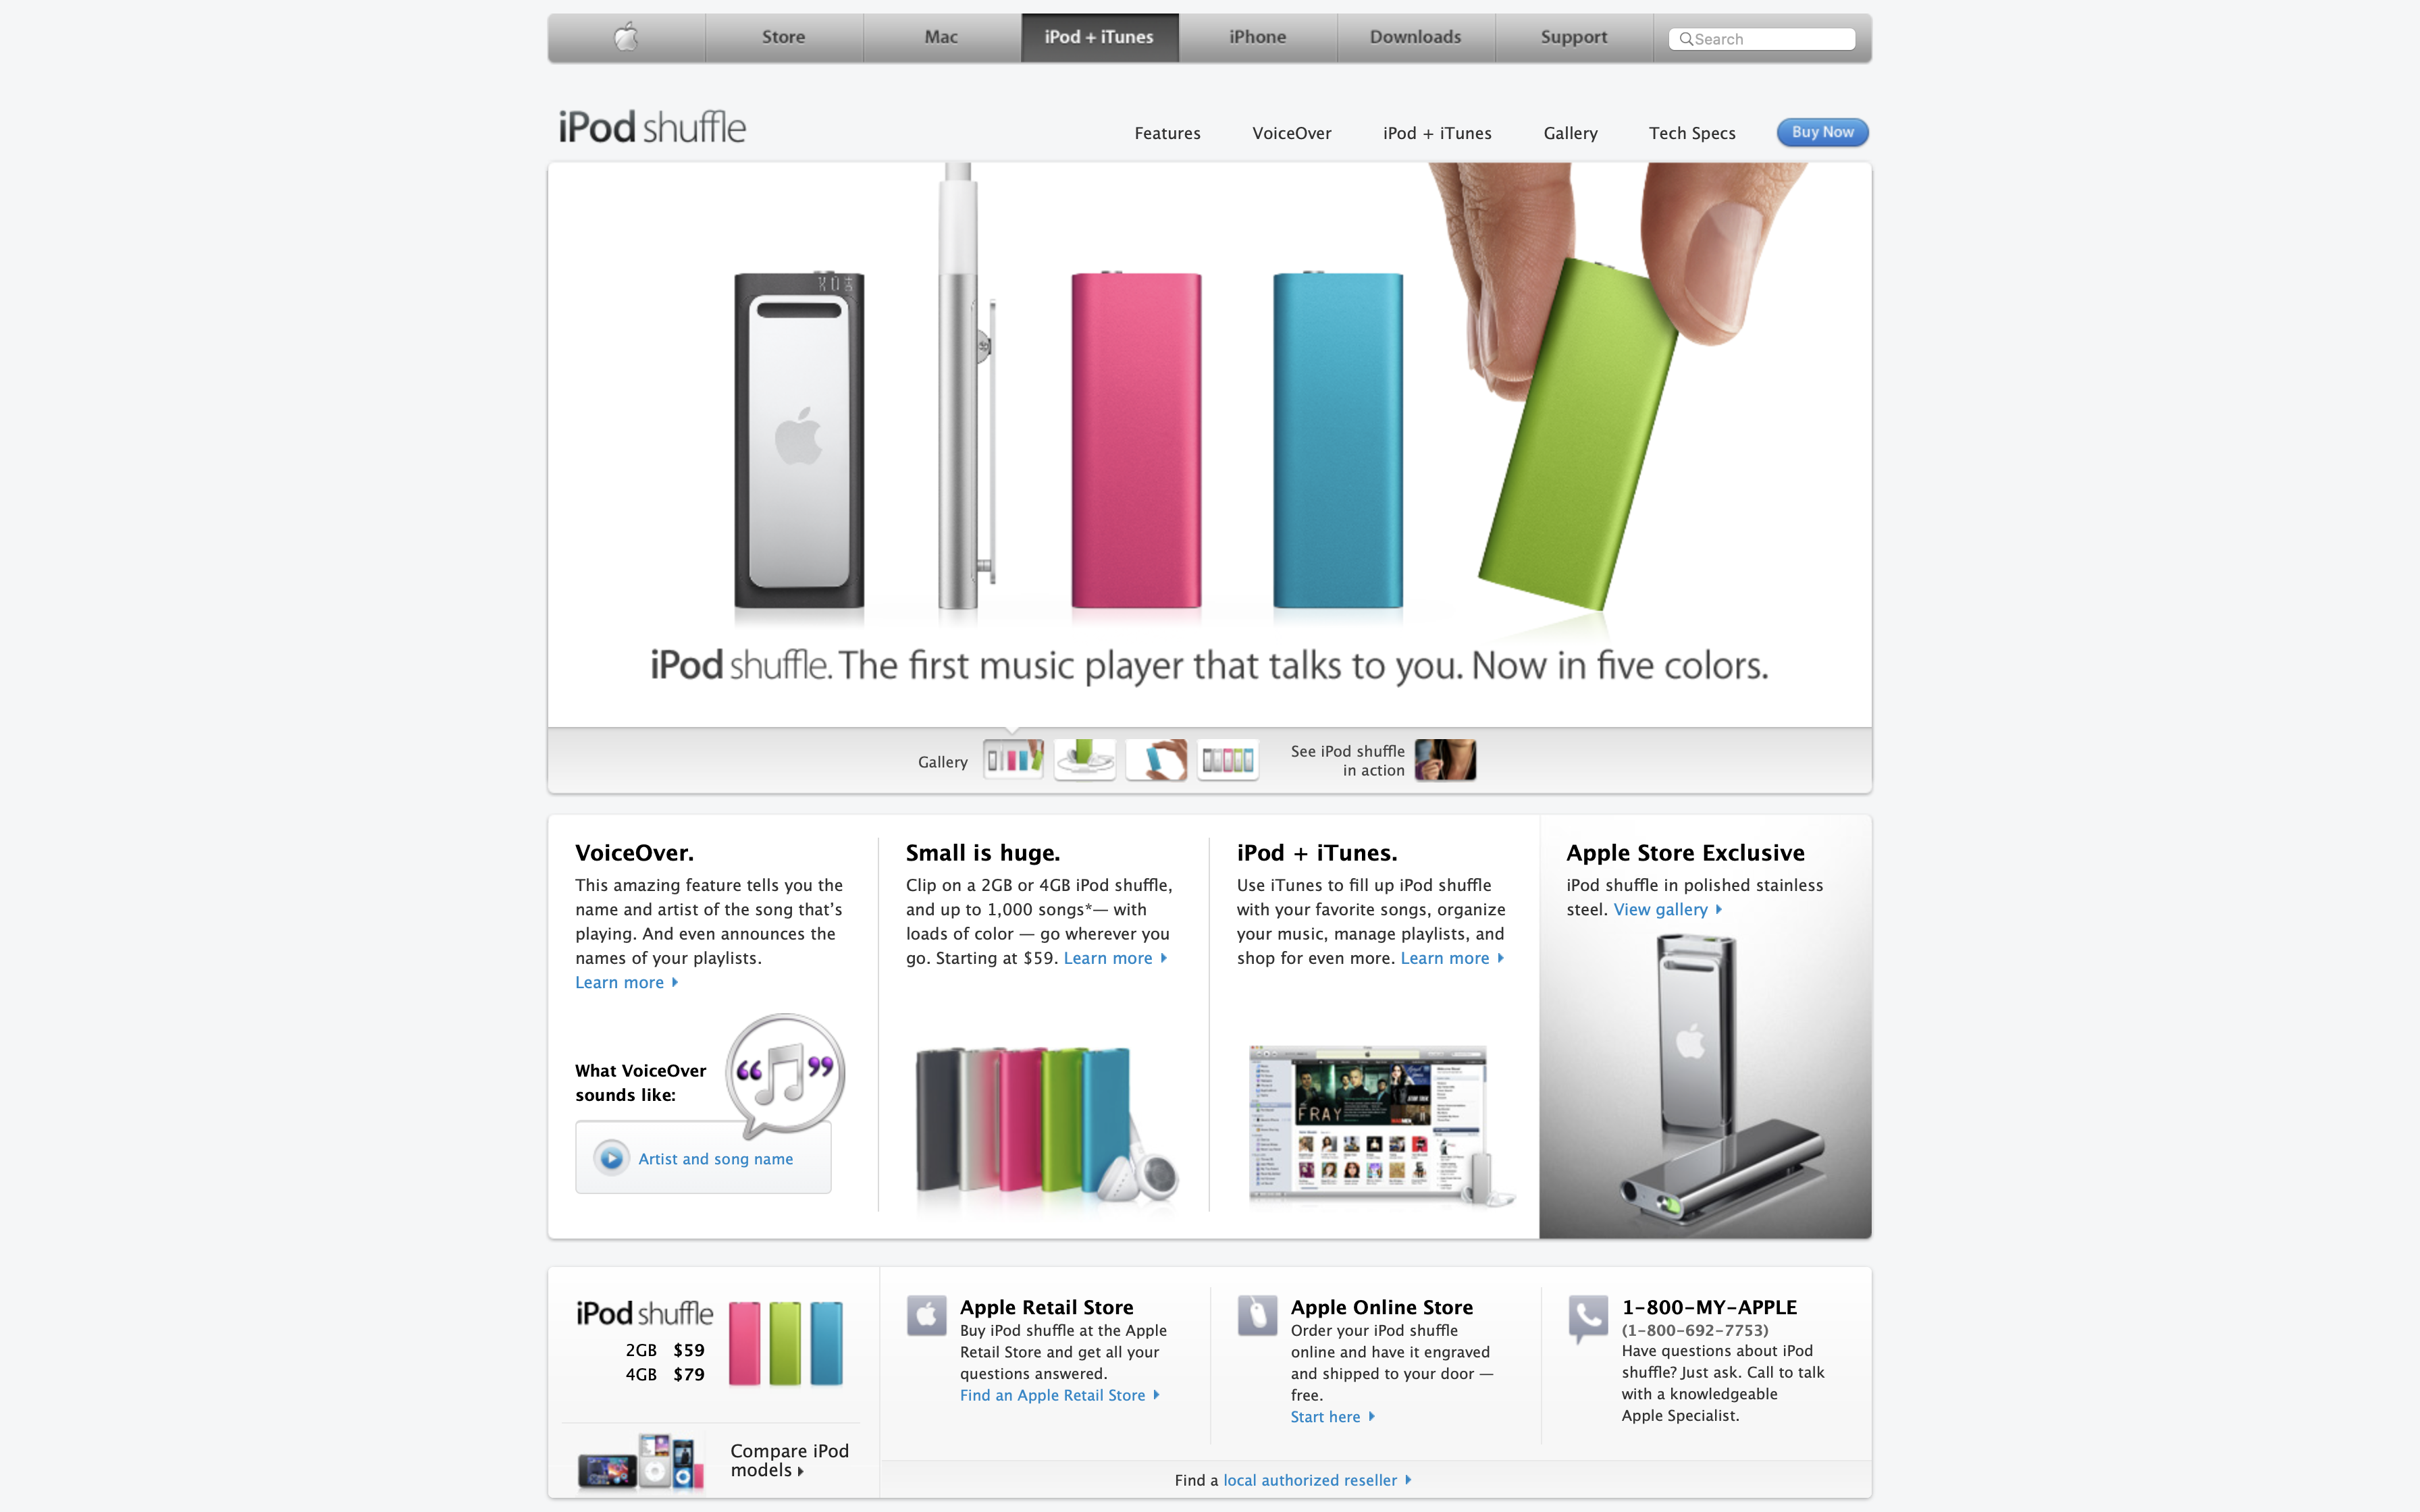 Store
Mac
iPod + iTunes
iPhone
Downloads
Support
Search
iPod shuffle
Features
VoiceOver
iPod + iTunes
Gallery
Tech Specs
Buy Now
iPod shuffle. The first music player that talks to you. Now in five colors.
Gallery
See iPod shuffle
in action
VoiceOver.
This amazing feature tells you the
name and artist of the song that’s
playing. And even announces the
names of your playlists.
Learn more
What VoiceOver
sounds like:
Artist and song name
Small is huge.
Clip on a 2GB or 4GB iPod shuffle,
and up to 1,000 songs*— with
loads of color — go wherever you
go. Starting at $59. Learn more
iPod + iTunes.
Use iTunes to fill up iPod shuffle
with your favorite songs, organize
your music, manage playlists, and
shop for even more. Learn more
FRAY
Apple Store Exclusive
iPod shuffle in polished stainless
steel. View gallery
iPod shuffle
2GB $59
4GB $79
Compare iPod
models
Apple Retail Store
Buy iPod shuffle at the Apple
Retail Store and get all your
questions answered.
Find an Apple Retail Store
Apple Online Store
Order your iPod shuffle
online and have it engraved
and shipped to your door —
free.
Start here
1-800-MY-APPLE
(1-800-692-7753)
Have questions about iPod
shuffle? Just ask. Call to talk
with a knowledgeable
Apple Specialist.
Find a local authorized reseller